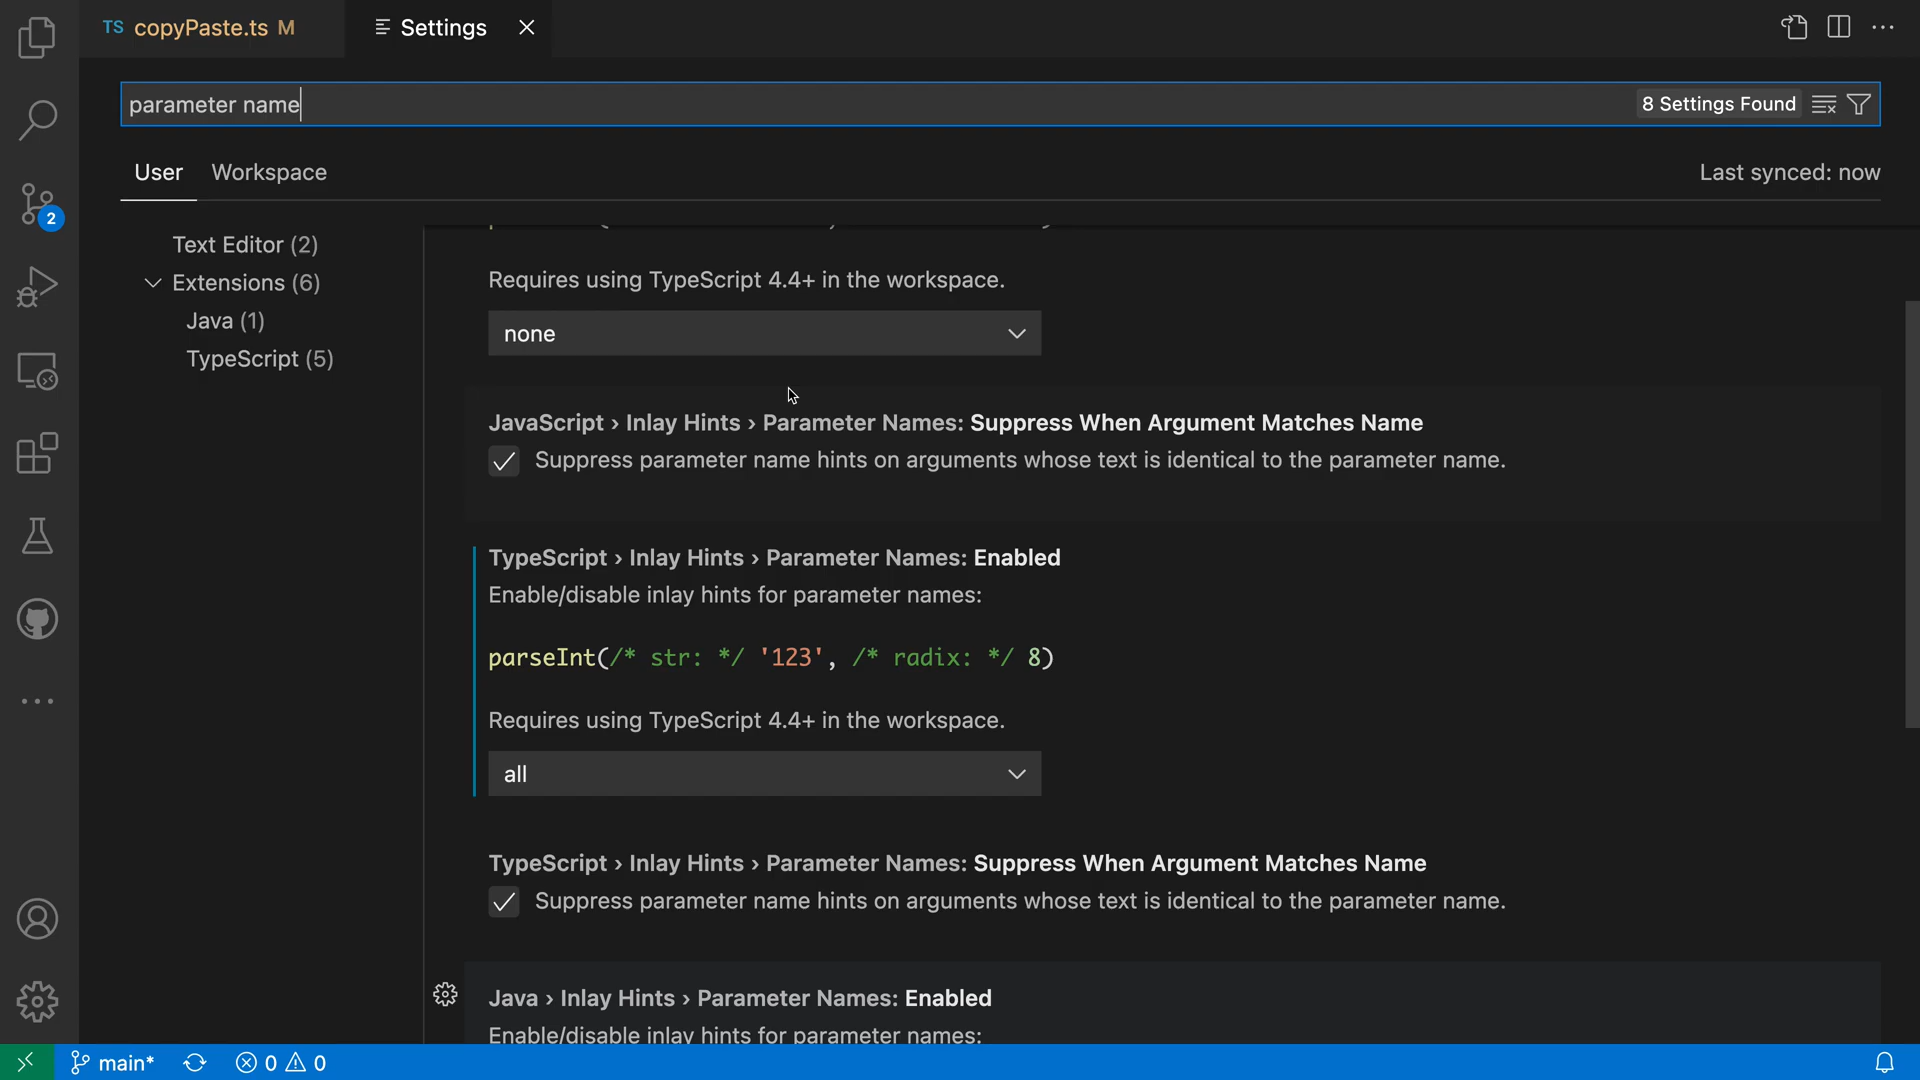 TS copyPaste.ts M
Settings
parameter name
8 Settings Found
User
Workspace
Last synced: now
2
Text Editor (2)
Extensions (6)
Java (1)
TypeScript (5)
Requires using TypeScript 4.4+ in the workspace.
none
JavaScript › Inlay Hints › Parameter Names: Suppress When Argument Matches Name
Suppress parameter name hints on arguments whose text is identical to the parameter name.
TypeScript › Inlay Hints › Parameter Names: Enabled
Enable/disable inlay hints for parameter names:
parseInt(/* str: */ '123', /* radix: */ 8)
Requires using TypeScript 4.4+ in the workspace.
all
TypeScript › Inlay Hints › Parameter Names: Suppress When Argument Matches Name
Suppress parameter name hints on arguments whose text is identical to the parameter name.
Java › Inlay Hints › Parameter Names: Enabled
Enable/disable inlay hints for parameter names:
main* 0 0